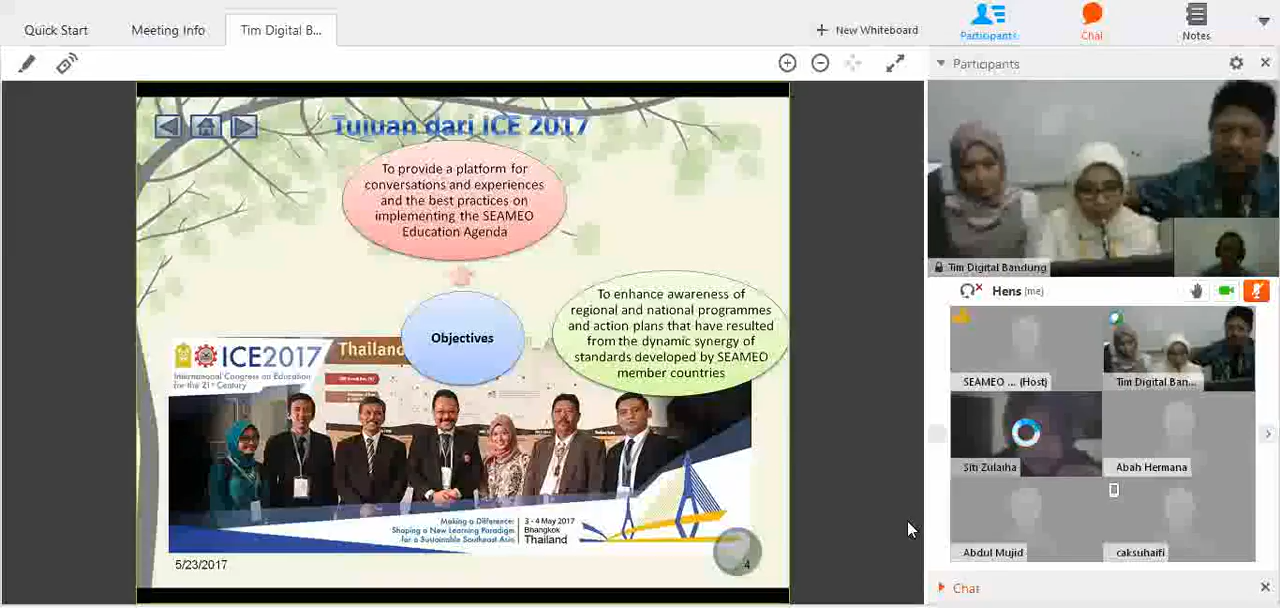 Quick Start
Meeting Info
Tim Digital B...
New Whiteboard
Participants
Chat
Notes
Participants
Tujuan dari ICE 2017
To provide a platform for
conversations and experiences
and the best practices on
implementing the SEAMEO
Education Agenda
Objectives
To enhance awareness of
regional and national programmes
and action plans that have resulted
from the dynamic synergy of
standards developed by SEAMEO
member countries
ICE2017
International Congress on Education
for the 21st Century
Thailand
Making a Difference:
Shaping a New Learning Paradigm
for a Sustainable Southeast Asia
3 - 4 May 2017
Bhangkok
Thailand
5/23/2017
4
Tim Digital Bandung
Hens (me)
SEAMEO ... (Host)
Tim Digital Ban...
Siti Zulaiha
Abah Hermana
Abdul Mujid
caksuhaifi
Chat